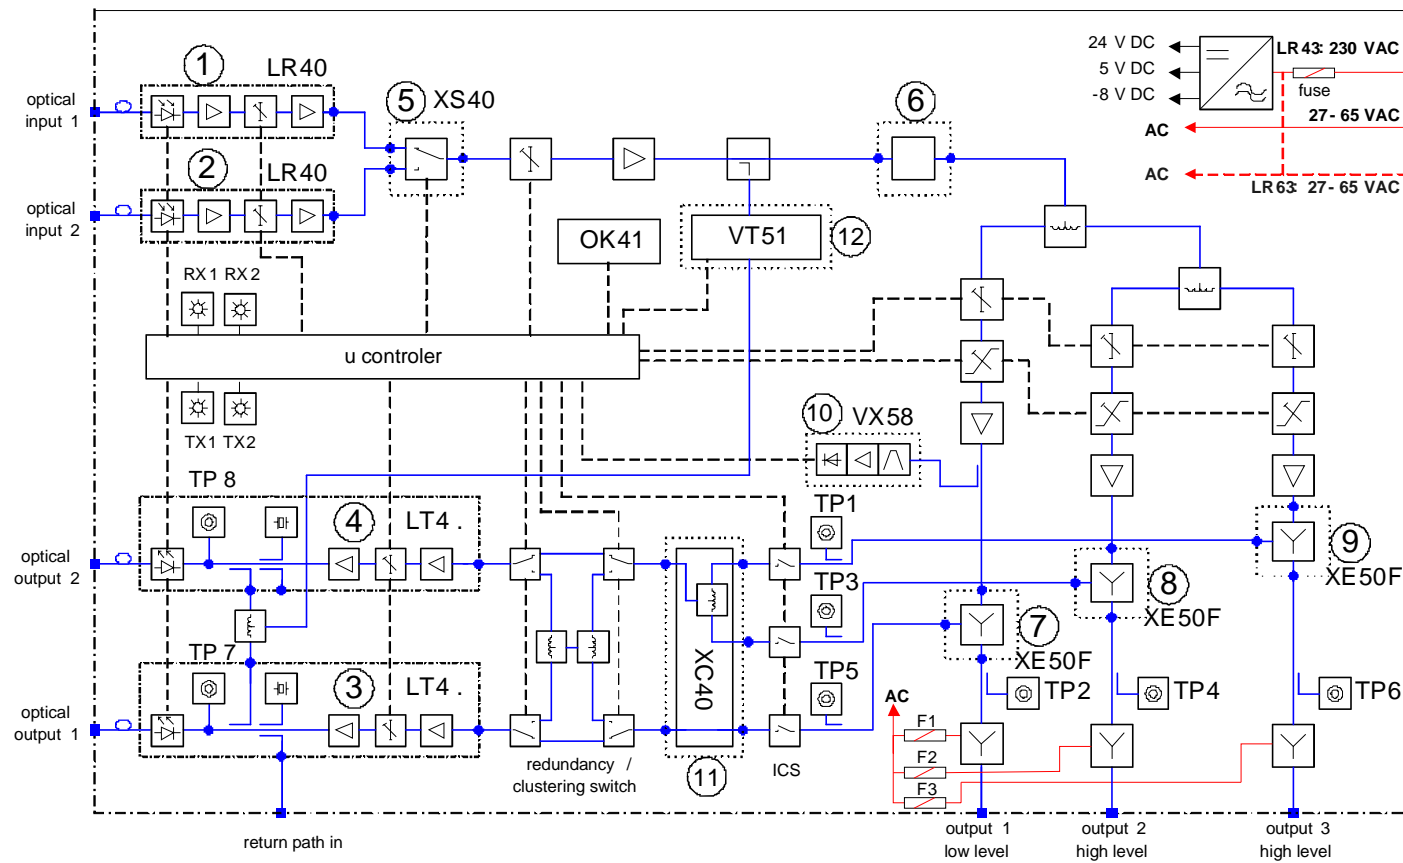 24 V DC
5 V DC
-8 V DC
LR43: 230 VAC
fuse
27- 65 VAC
AC
AC
LR63: 27- 65 VAC
1
LR40
optical
input 1
5
XS40
6
2
LR40
optical
input 2
OK41
VT51
12
RX1 RX2
u controler
TX1 TX2
10
VX58
TP 8
4
LT4 .
optical
output 2
TP1
9
XE50F
TP3
8
XE50F
7
XE50F
XC40
TP 7
3
LT4 .
optical
output 1
TP5
TP2
TP4
TP6
AC
F1
F2
F3
redundancy /
clustering switch
11
ICS
return path in
output 1
low level
output 2
high level
output 3
high level